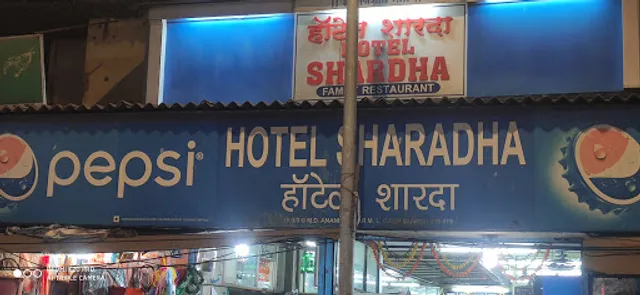 हॉटेल शारदा
HOTEL
SHARDHA
FAMILY RESTAURANT
pepsi
HOTEL SHARADHA
हॉटेल शारदा